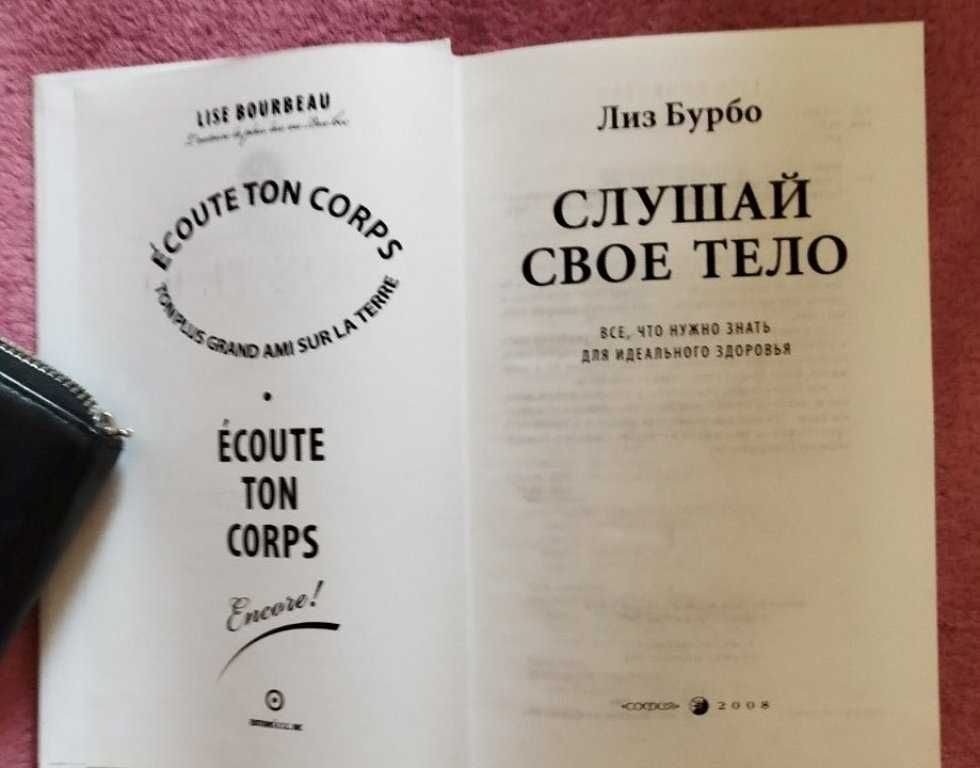 LISE BOURBEAU
ÉCOUTE TON CORPS
TON PLUS GRAND AMI SUR LA TERRE
•
ÉCOUTE
TON
CORPS
Encore!
Лиз Бурбо
СЛУШАЙ
СВОЕ ТЕЛО
ВСЕ, ЧТО НУЖНО ЗНАТЬ
ДЛЯ ИДЕАЛЬНОГО ЗДОРОВЬЯ
«СОФИЯ» 2008